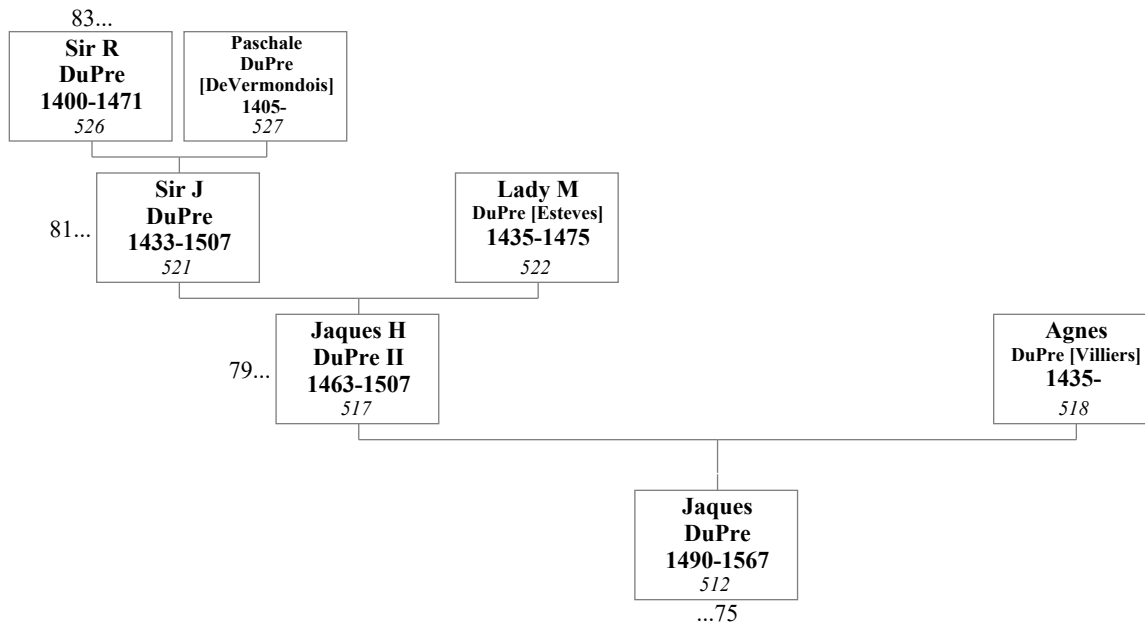 83...
Sir R
DuPre
1400-1471
526
Paschale
DuPre
[DeVermondois]
1405-
527
81...
Sir J
DuPre
1433-1507
521
Lady M
DuPre [Esteves]
1435-1475
522
79...
Jaques H
DuPre II
1463-1507
517
Agnes
DuPre [Villiers]
1435-
518
Jaques
DuPre
1490-1567
512
...75